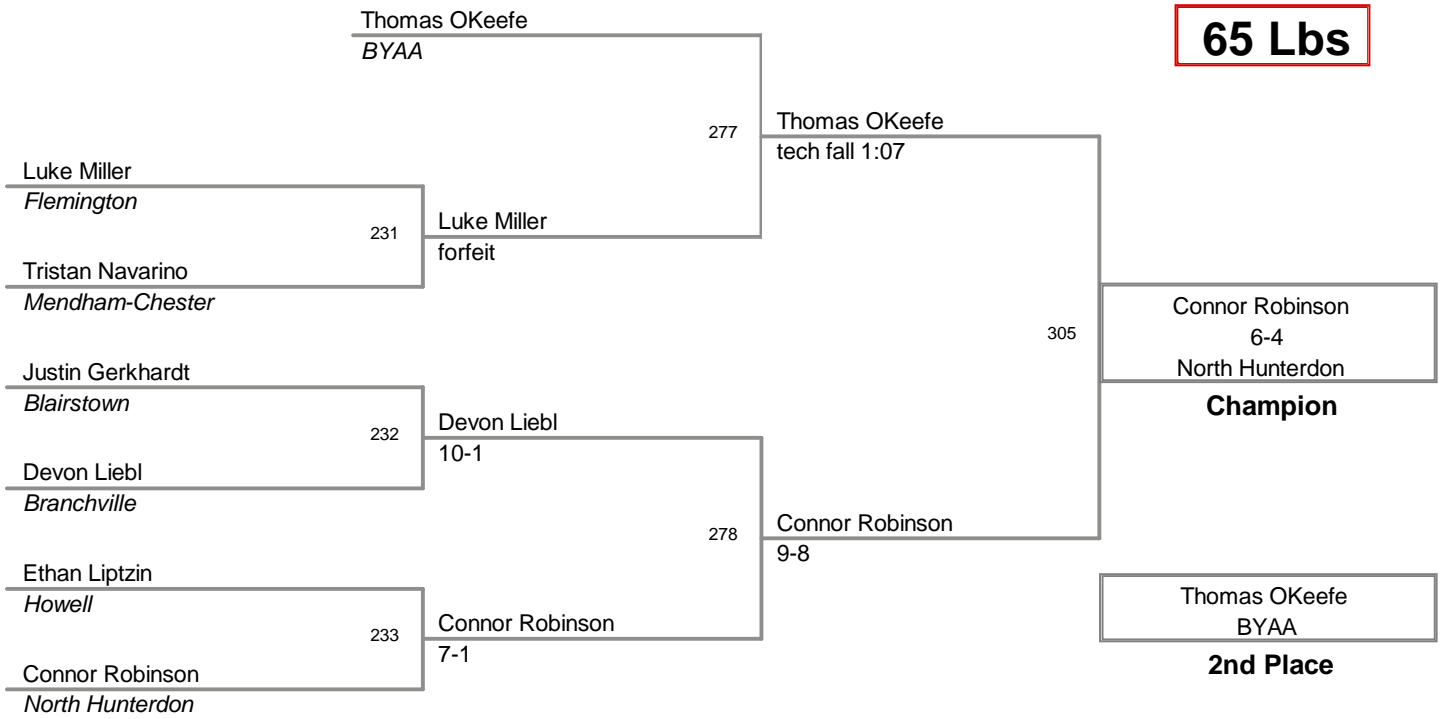 Thomas OKeefe
BYAA
65 Lbs
277
Thomas OKeefe
tech fall 1:07
Luke Miller
Flemington
231
Luke Miller
forfeit
Tristan Navarino
Mendham-Chester
305
Connor Robinson
6-4
North Hunterdon
Champion
Justin Gerkhardt
Blairstown
232
Devon Liebl
10-1
Devon Liebl
Branchville
278
Connor Robinson
9-8
Ethan Liptzin
Howell
233
Connor Robinson
7-1
Connor Robinson
North Hunterdon
Thomas OKeefe
BYAA
2nd Place